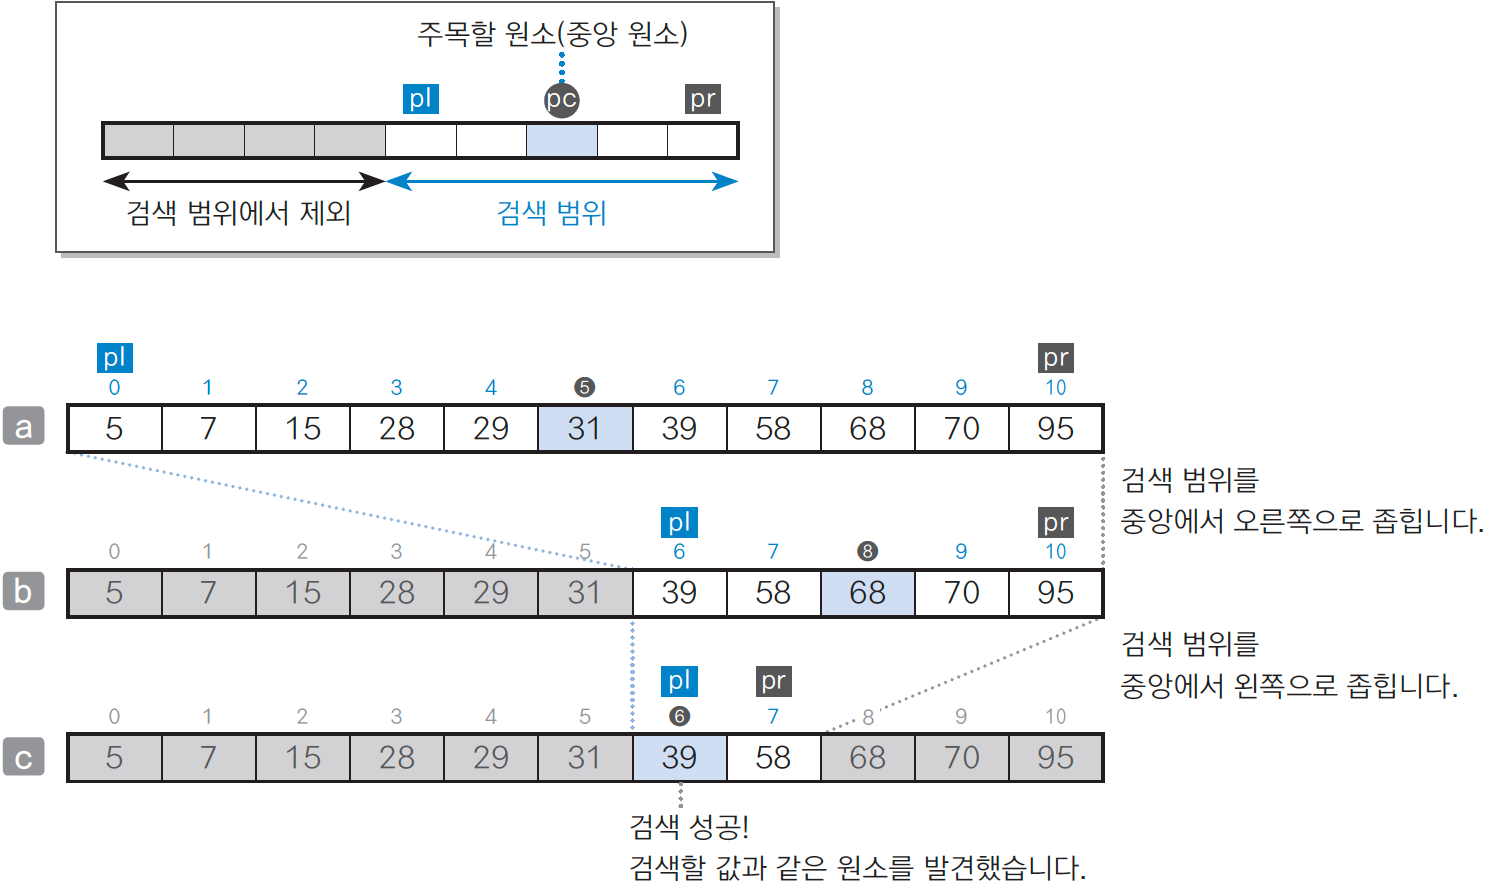 주목할 원소(중앙 원소)
pl pc pr
검색 범위에서 제외 검색 범위
pl pr
0 1 2 3 4 5 6 7 8 9 10
a 5 7 15 28 29 31 39 58 68 70 95
검색 범위를
중앙에서 오른쪽으로 좁힙니다.
pl pr
0 1 2 3 4 5 6 7 8 9 10
b 5 7 15 28 29 31 39 58 68 70 95
검색 범위를
중앙에서 왼쪽으로 좁힙니다.
pl pr
0 1 2 3 4 5 6 7 8 9 10
c 5 7 15 28 29 31 39 58 68 70 95
검색 성공!
검색할 값과 같은 원소를 발견했습니다.